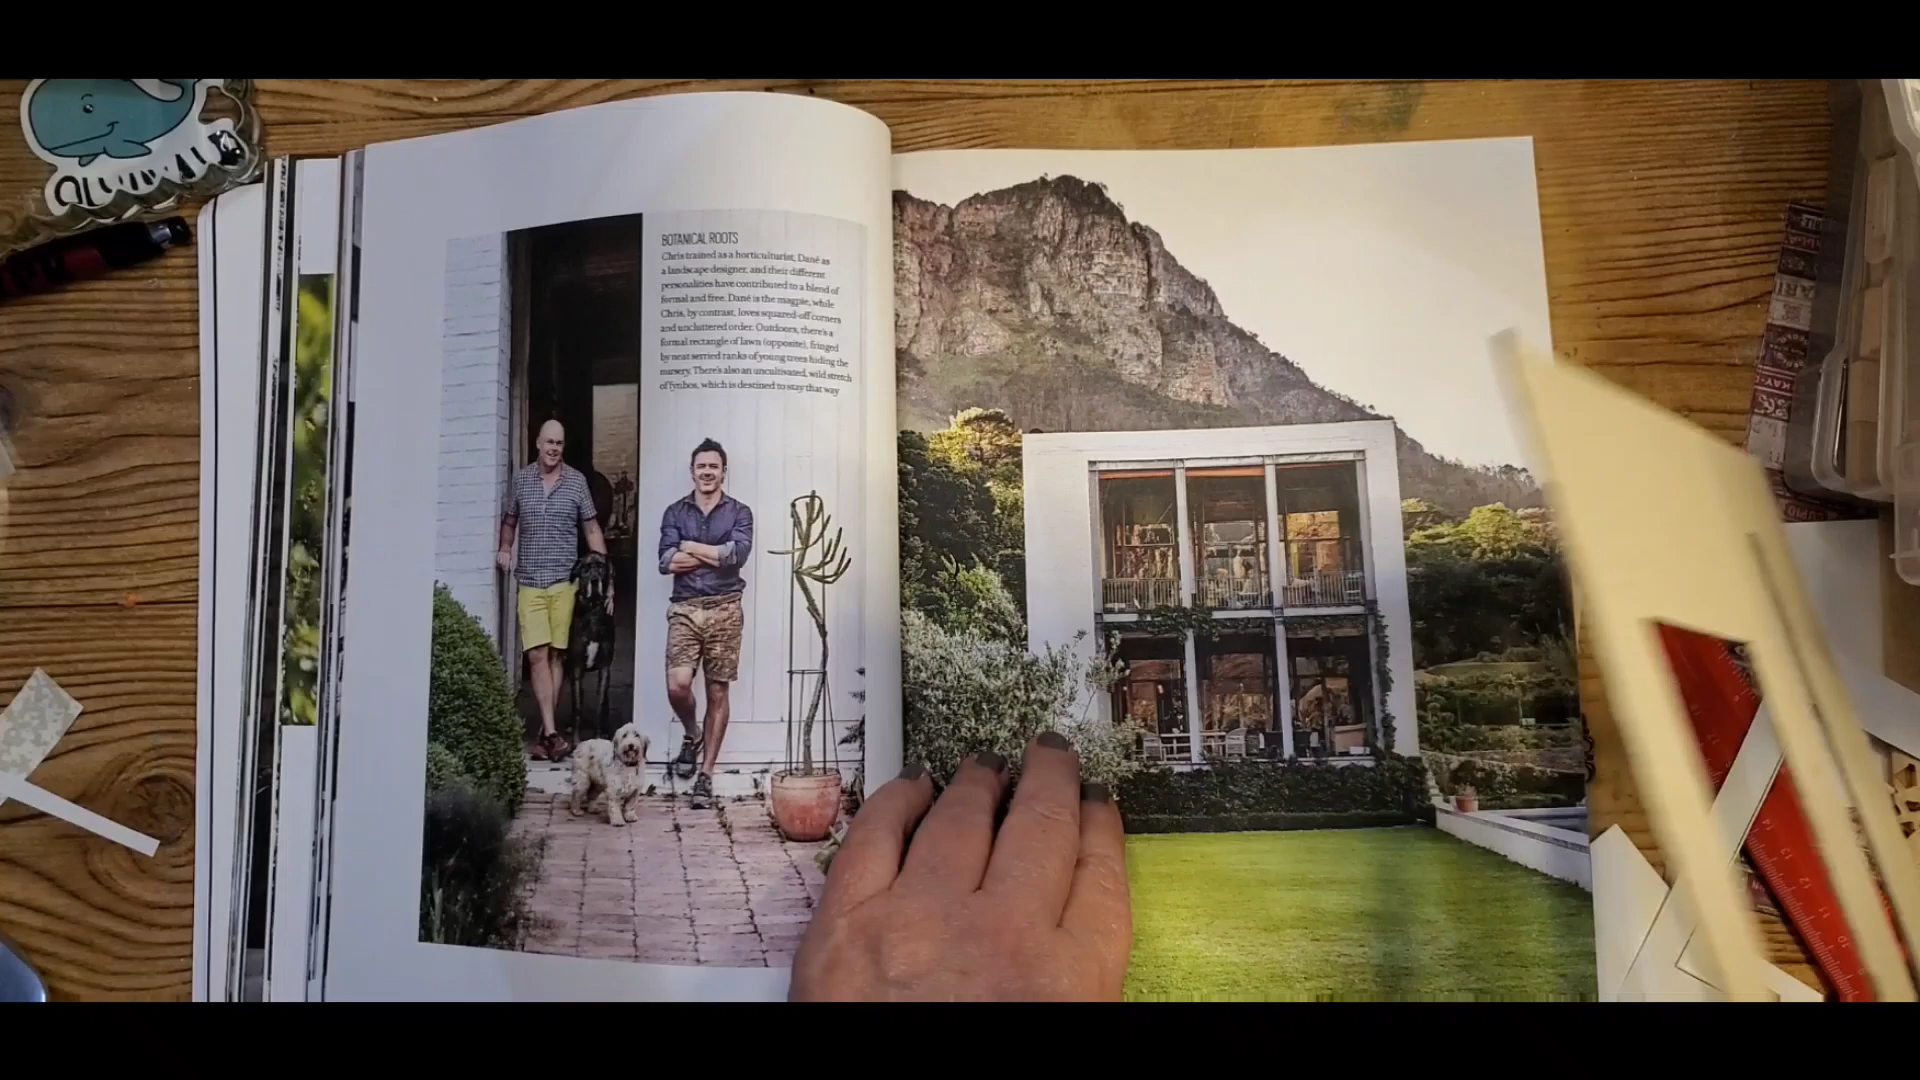 BOTANICAL ROOTS
Chris trained as a horticulturist, Dané as
a landscape designer, and their different
personalities have contributed to a blend of
formal and free. Dané is the magpie, while
Chris, by contrast, loves squared-off corners
and uncluttered order. Outdoors, there's a
formal rectangle of lawn (opposite), fringed
by neat serried ranks of young trees hiding the
nursery. There's also an uncultivated, wild stretch
of fynbos, which is destined to stay that way